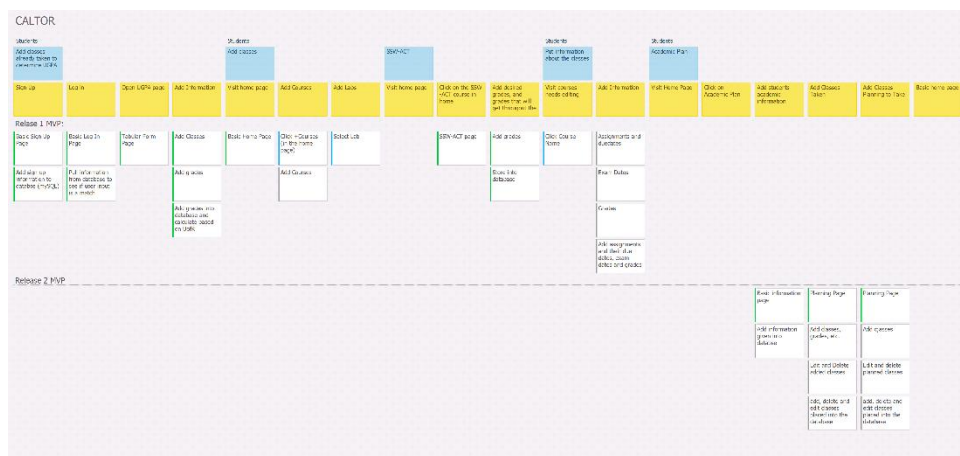 CALTOR
Students
Students
Students
Students
Add classes
already taken to
determine UGPA
Add classes
SSW-ACT
Put information
about the classes
Academic Plan
Sign Up
Log In
Open UGPA page
Add Information
Visit home page
Add Courses
Add Labs
Visit home page
Click on the SSW
-ACT course in
home
Add desired
grades, and
grades that will
get throughout the
Visit courses
needs editing
Add Information
Visit Home Page
Click on
Academic Plan
Add students
academic
information
Add Classes
Taken
Add Classes
Planning to Take
Basic home page
Relase 1 MVP:
Basic Sign Up
Page
Basic Log In
Page
Tabular Form
Page
Add Classes
Basic Home Page
Click +Courses
(in the home
page)
Select Lab
SSW-ACT page
Add grades
Click Course
Name
Assignments and
duedates
Add sign up
information to
databse (mySQL)
Pull information
from database to
see if user input
is a match
Add grades
Add Courses
Store into
database
Exam Dates
Add grades into
database and
calculate based
on
Grades
Add assignments
and their due
dates, exam
dates and grades
Release 2 MVP
Basic information
page
Planning Page
Planning Page
Add information
given into
databse
Add classes,
grades,
Add classes
Edit and Delete
added classes
Edit and delete
planned classes
add, delete and
edit classes
placed into the
database
add, delete and
edit classes
placed into the
database